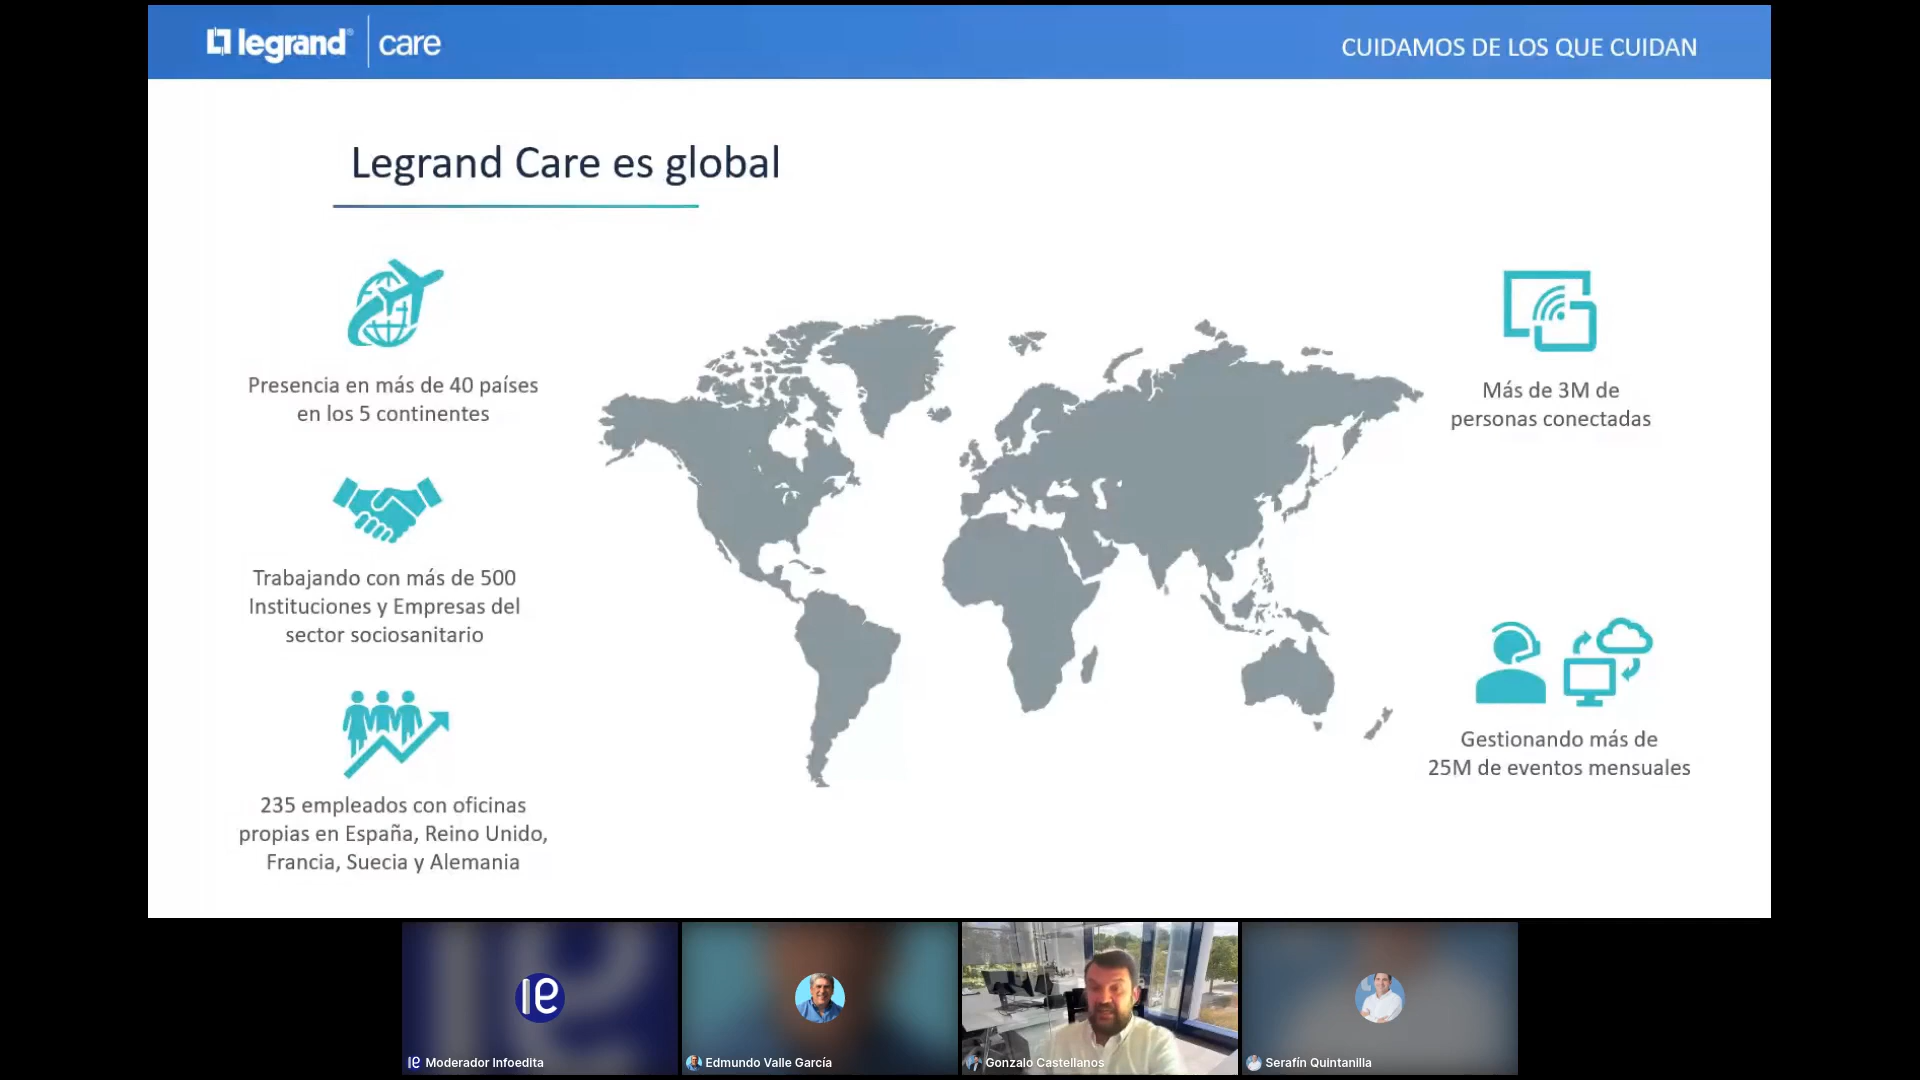 legrand® care
CUIDAMOS DE LOS QUE CUIDAN
Legrand Care es global
Presencia en más de 40 países
en los 5 continentes
Trabajando con más de 500
Instituciones y Empresas del
sector sociosanitario
235 empleados con oficinas
propias en España, Reino Unido,
Francia, Suecia y Alemania
Más de 3M de
personas conectadas
Gestionando más de
25M de eventos mensuales
ie
ie Moderador Infoedita
Edmundo Valle García
Gonzalo Castellanos
Serafín Quintanilla